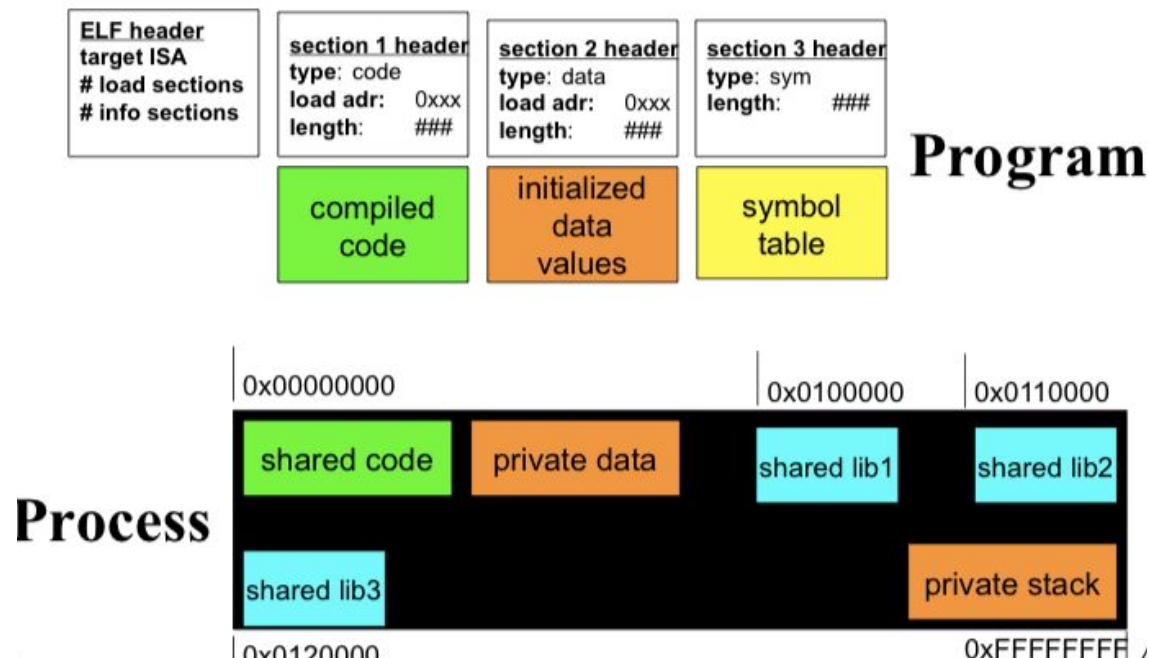 ELF header
target ISA
# load sections
# info sections
section 1 header
type: code
load adr: 0xxx
length: ###
section 2 header
type: data
load adr: 0xxx
length: ###
section 3 header
type: sym
length: ###
Program
compiled
code
initialized
data
values
symbol
table
0x00000000
0x0100000
0x0110000
shared code
private data
shared lib1
shared lib2
Process
shared lib3
private stack
0x0120000
0xFFFFFFFF